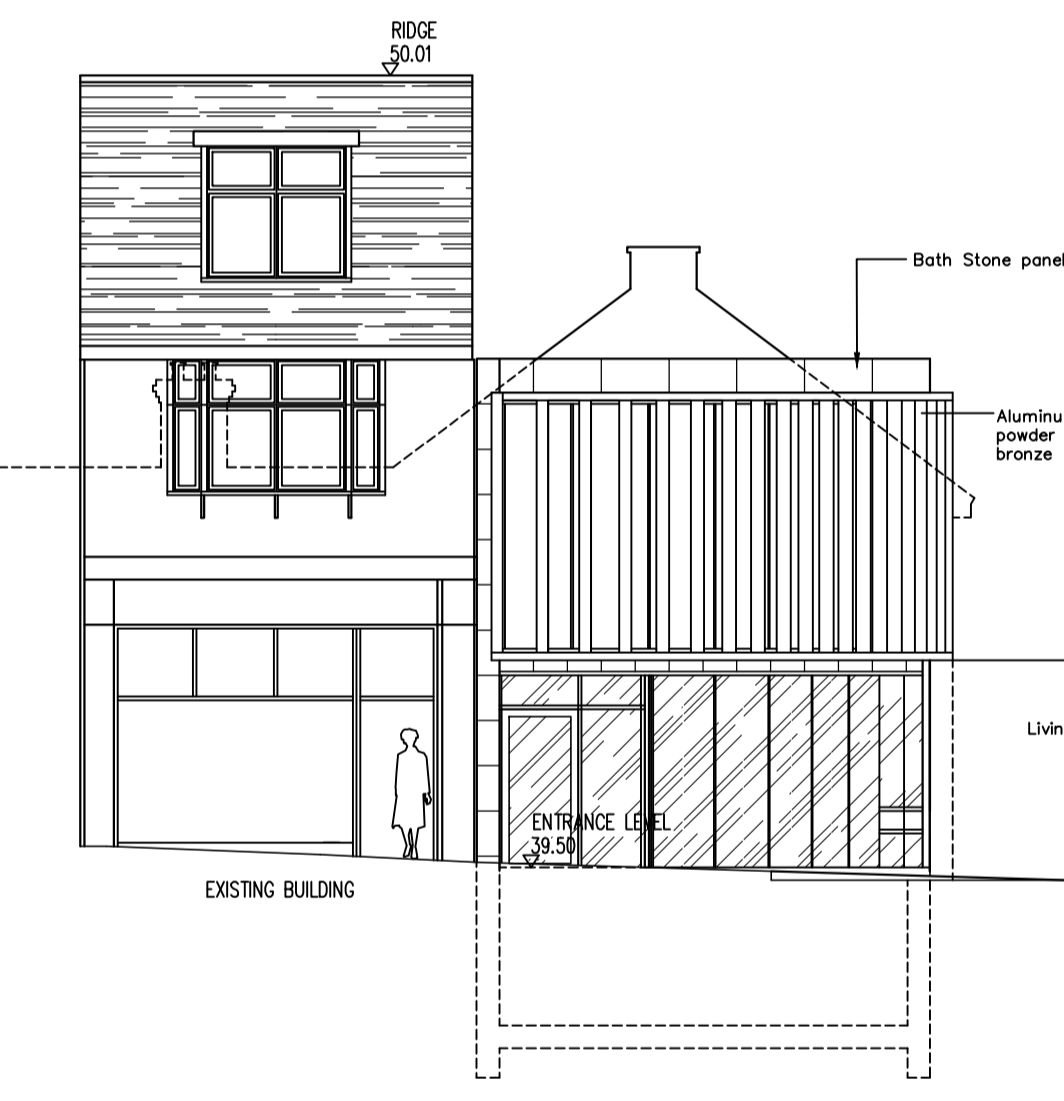 RIDGE
50.01
Bath Stone panel
Aluminu
powder
bronze
Livin
ENTRANCE LEVEL
39.50
EXISTING BUILDING